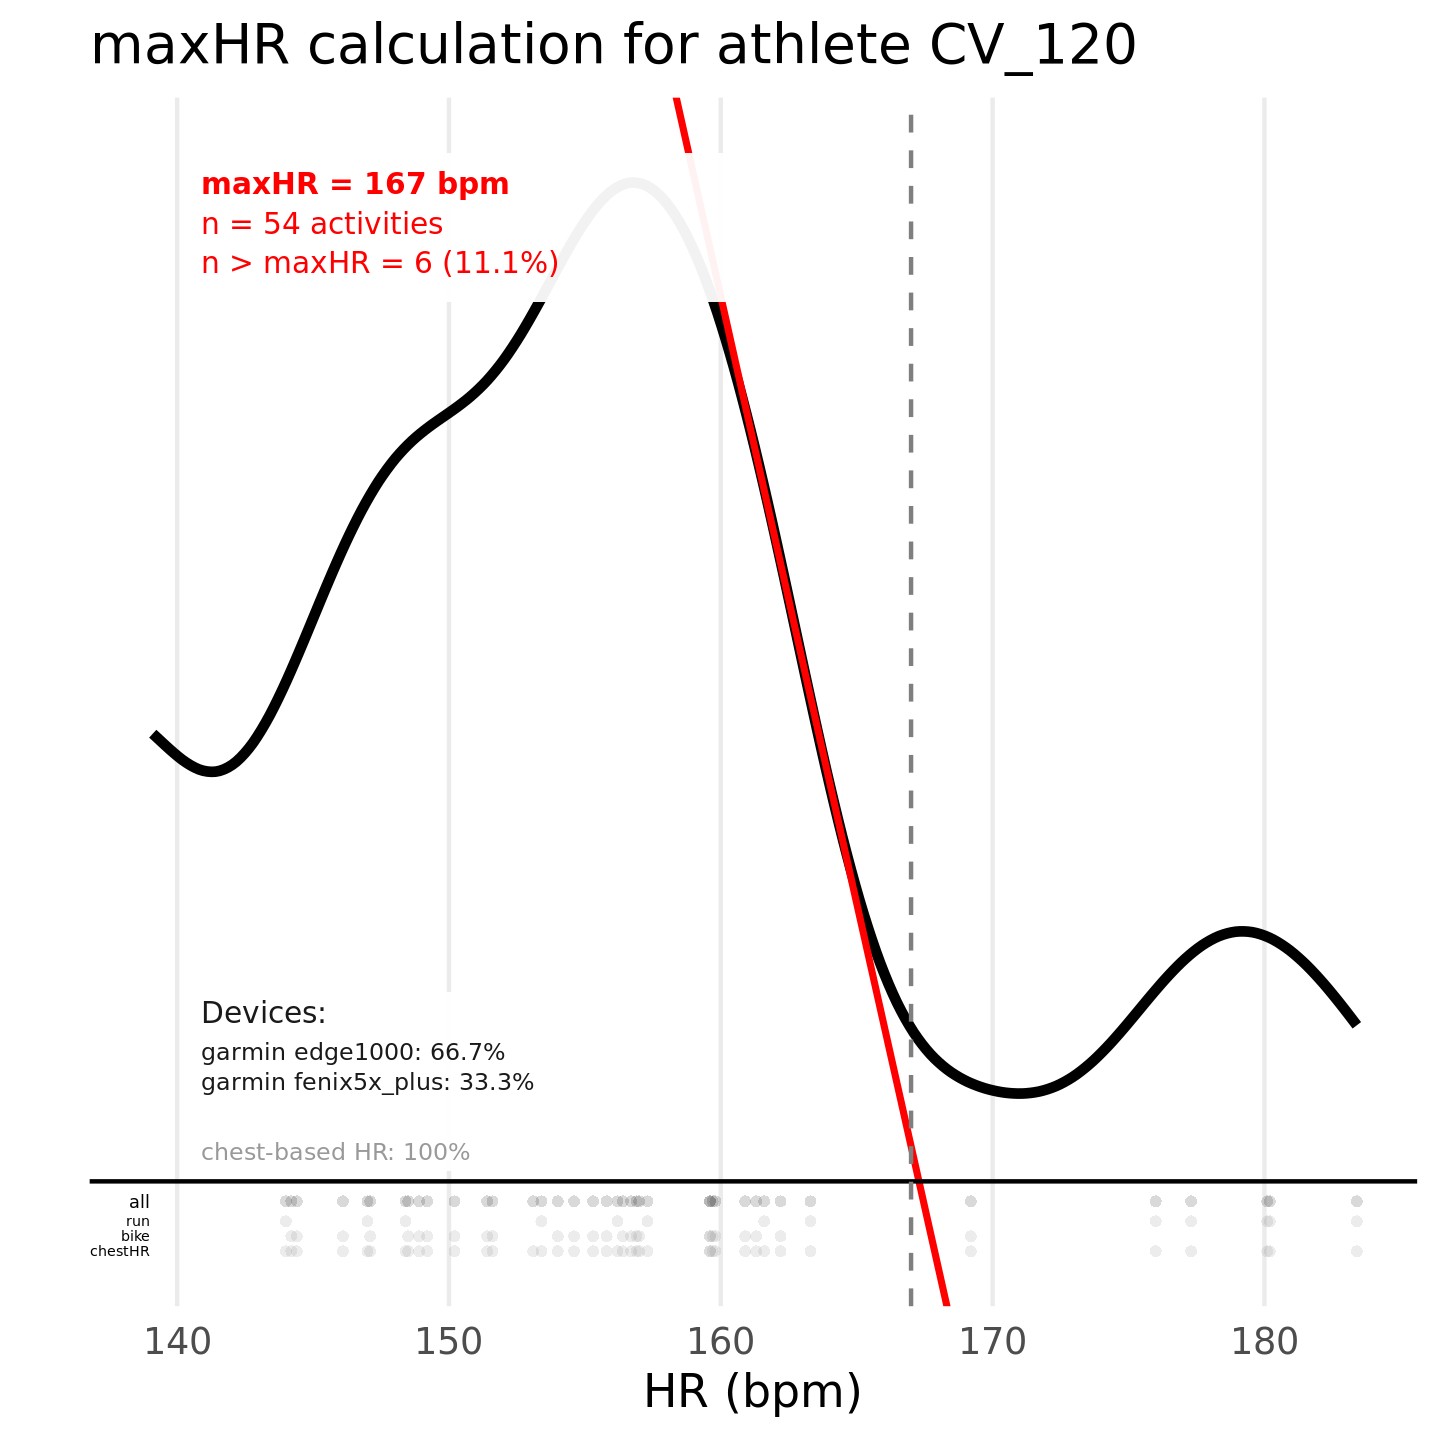 maxHR calculation for athlete CV_120
maxHR = 167 bpm
n = 54 activities
n > maxHR = 6 (11.1%)
Devices:
garmin edge1000: 66.7%
garmin fenix5x_plus: 33.3%
chest-based HR: 100%
all
run
bike
chestHR
140 150 160 170 180
HR (bpm)